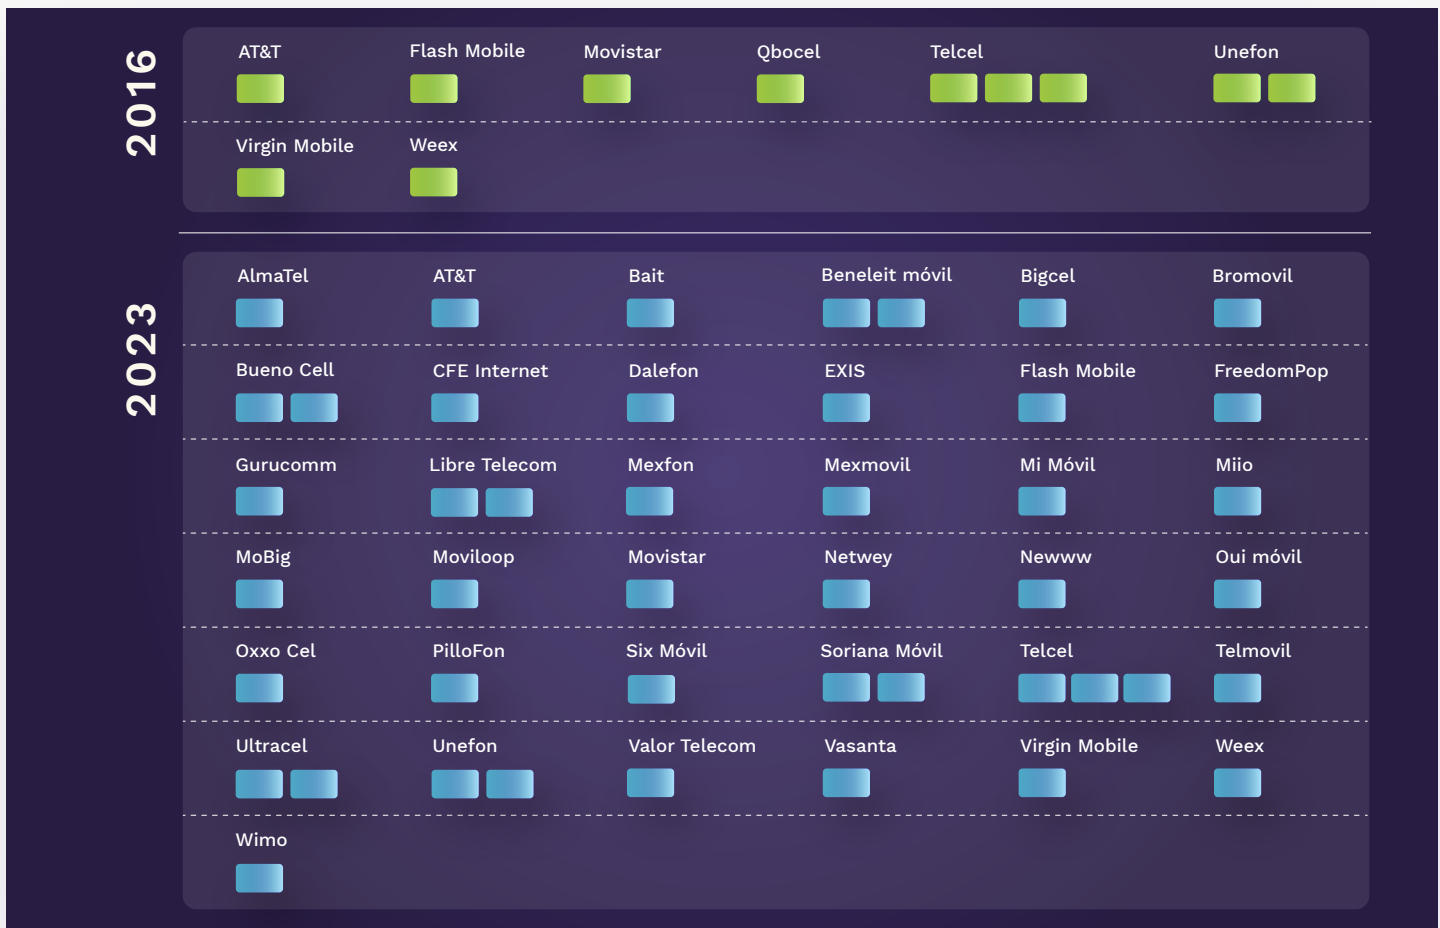 2016
AT&T
Flash Mobile
Movistar
Qbocel
Telcel
Unefon
Virgin Mobile
Weex
2023
AlmaTel
AT&T
Bait
Beneleit móvil
Bigcel
Bromovil
Bueno Cell
CFE Internet
Dalefon
EXIS
Flash Mobile
FreedomPop
Gurucomm
Libre Telecom
Mexfon
Mexmovil
Mi Móvil
Miio
MoBig
Moviloop
Movistar
Netwey
Newww
Oui móvil
Oxxo Cel
PilloFon
Six Móvil
Soriana Móvil
Telcel
Telmovil
Ultracel
Unefon
Valor Telecom
Vasanta
Virgin Mobile
Weex
Wimo